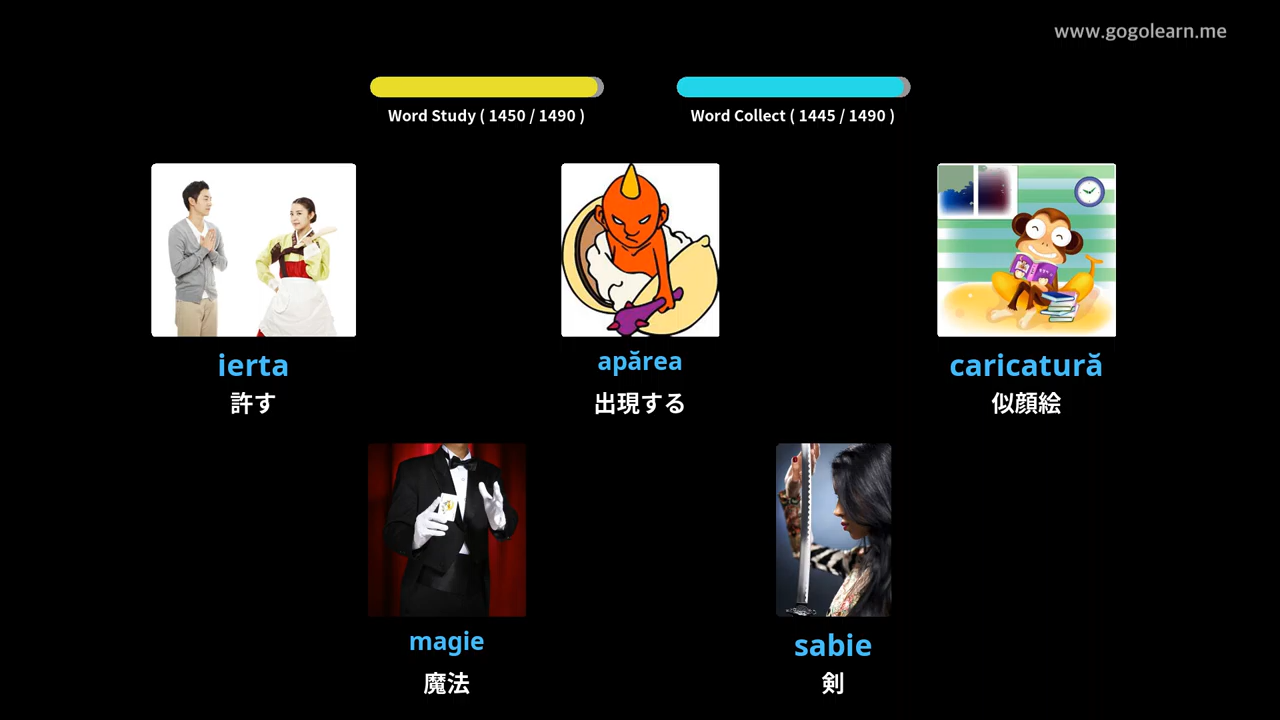 www.gogolearn.me
Word Study ( 1450 / 1490 )
Word Collect ( 1445 / 1490 )
ierta
許す
apărea
出現する
caricatură
似顔絵
magie
魔法
sabie
剣